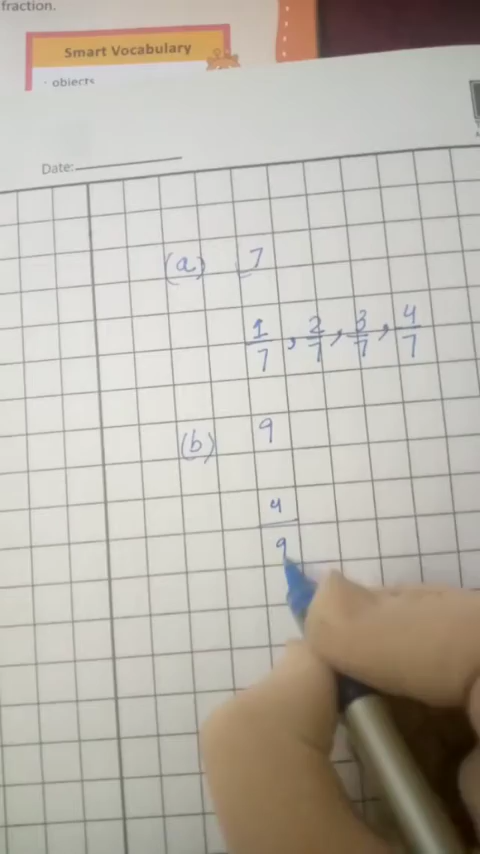 fraction.
Smart Vocabulary
· objects
Date:
(a) 7
1/7, 2/7, 3/7, 4/7
(b) 9
4/9